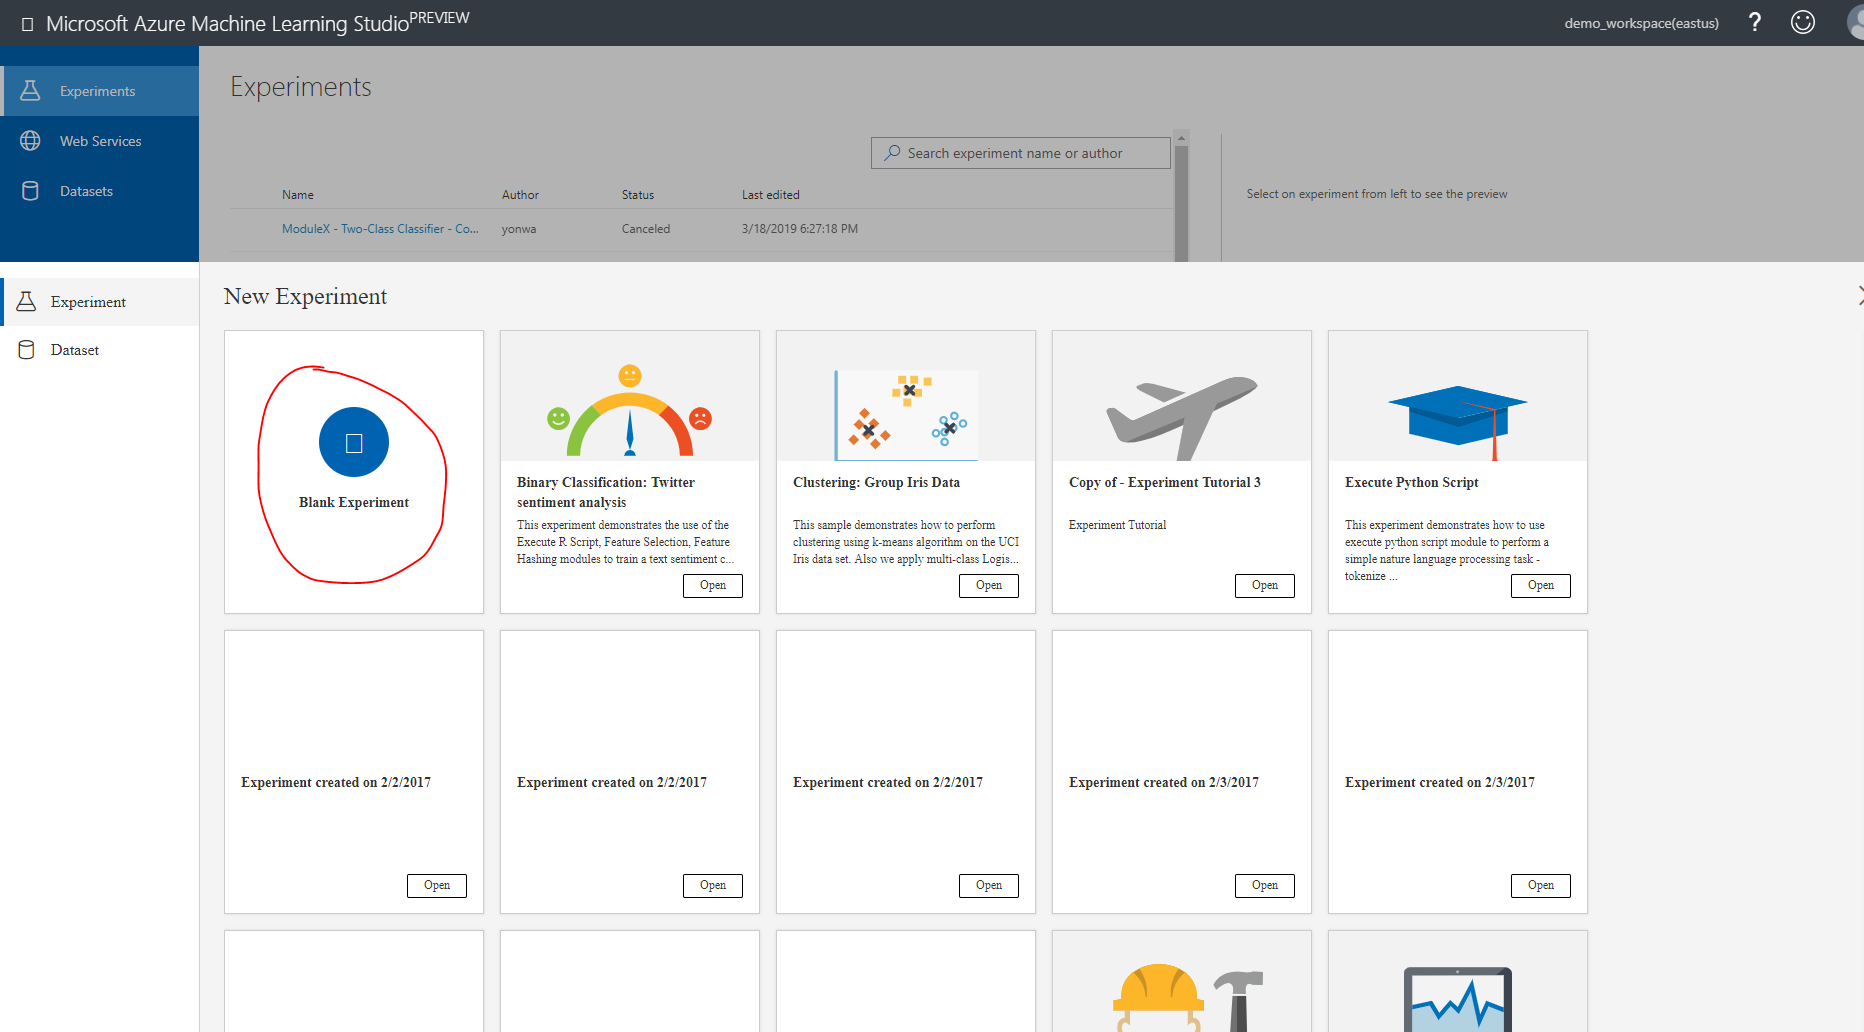 Microsoft Azure Machine Learning Studio PREVIEW
demo_workspace(eastus) ?
Experiments
Web Services
Datasets
Experiments
Search experiment name or author
Name Author Status Last edited
ModuleX - Two-Class Classifier - Co... yonwa Canceled 3/18/2019 6:27:18 PM
Select on experiment from left to see the preview
Experiment
Dataset
New Experiment
Blank Experiment
Binary Classification: Twitter
sentiment analysis
This experiment demonstrates the use of the
Execute R Script, Feature Selection, Feature
Hashing modules to train a text sentiment c...
Open
Clustering: Group Iris Data
This sample demonstrates how to perform
clustering using k-means algorithm on the UCI
Iris data set. Also we apply multi-class Logis...
Open
Copy of - Experiment Tutorial 3
Experiment Tutorial
Open
Execute Python Script
This experiment demonstrates how to use
execute python script module to perform a
simple nature language processing task -
tokenize ...
Open
Experiment created on 2/2/2017
Open
Experiment created on 2/2/2017
Open
Experiment created on 2/2/2017
Open
Experiment created on 2/3/2017
Open
Experiment created on 2/3/2017
Open